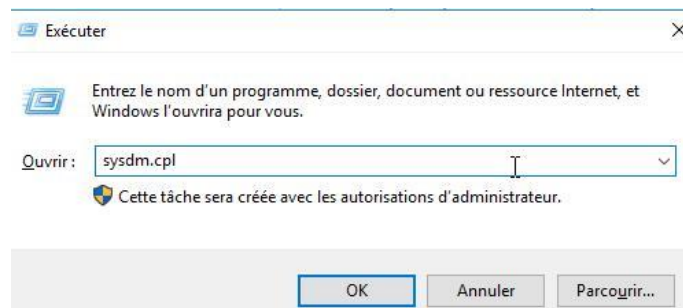 Exécuter
Entrez le nom d'un programme, dossier, document ou ressource Internet, et
Windows l'ouvrira pour vous.
Ouvrir : sysdm.cpl
Cette tâche sera créée avec les autorisations d'administrateur.
OK Annuler Parcourir...